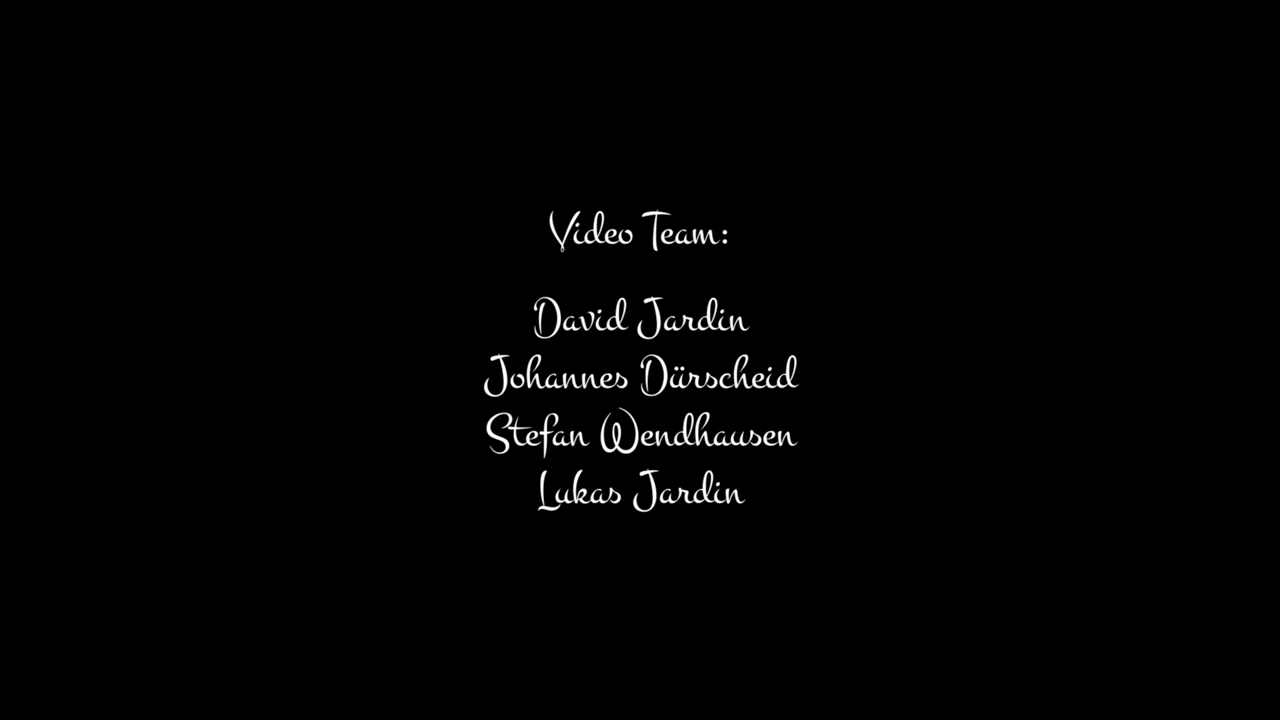 Video Team:
David Jardin
Johannes Dürscheid
Stefan Wendhausen
Lukas Jardin